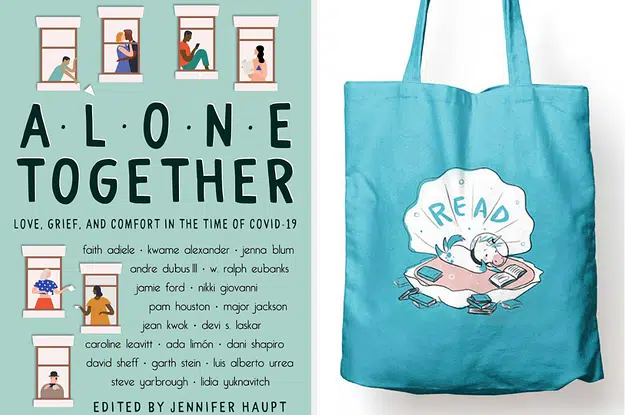 A·L·O·N·E
TOGETHER
LOVE, GRIEF, AND COMFORT IN THE TIME OF COVID-19
faith adiele · kwame alexander · jenna blum
andre dubus III · w. ralph eubanks
jamie ford · nikki giovanni
pam houston · major jackson
jean kwok · devi s. laskar
caroline leavitt · ada limón · dani shapiro
david sheff · garth stein · luis alberto urrea
steve yarbrough · lidia yuknavitch
EDITED BY JENNIFER HAUPT
READ